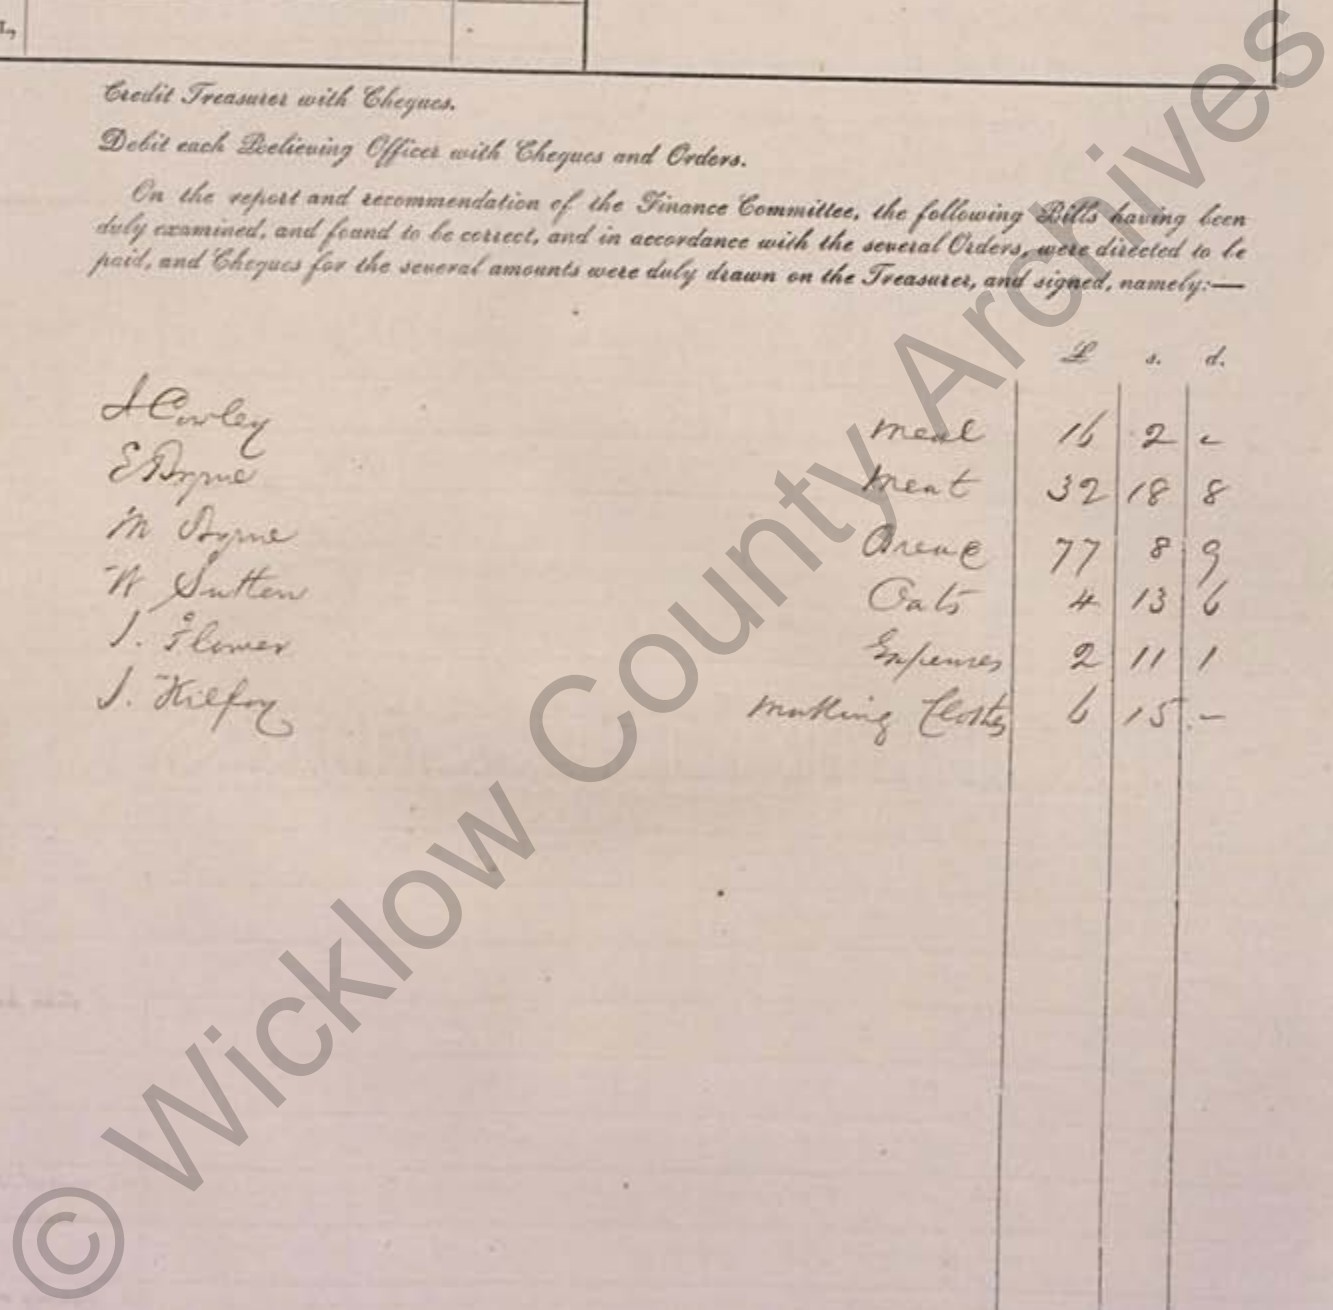 Credit Treasurer with Cheques.
Debit each Relieving Officer with Cheques and Orders.
On the report and recommendation of the Finance Committee, the following Bills having been
duly examined, and found to be correct, and in accordance with the several Orders, were directed to be
paid, and Cheques for the several amounts were duly drawn on the Treasurer, and signed, namely:—
£ s. d.
Meal 16 2 -
E Byrne Meat 32 18 8
M Byrne Bread 77 8 9
W Sutten Oats 4 13 6
J. Flower Expenses 2 11 1
J. Kilfoy Making Clothes 6 15 -
© Wicklow County Archives